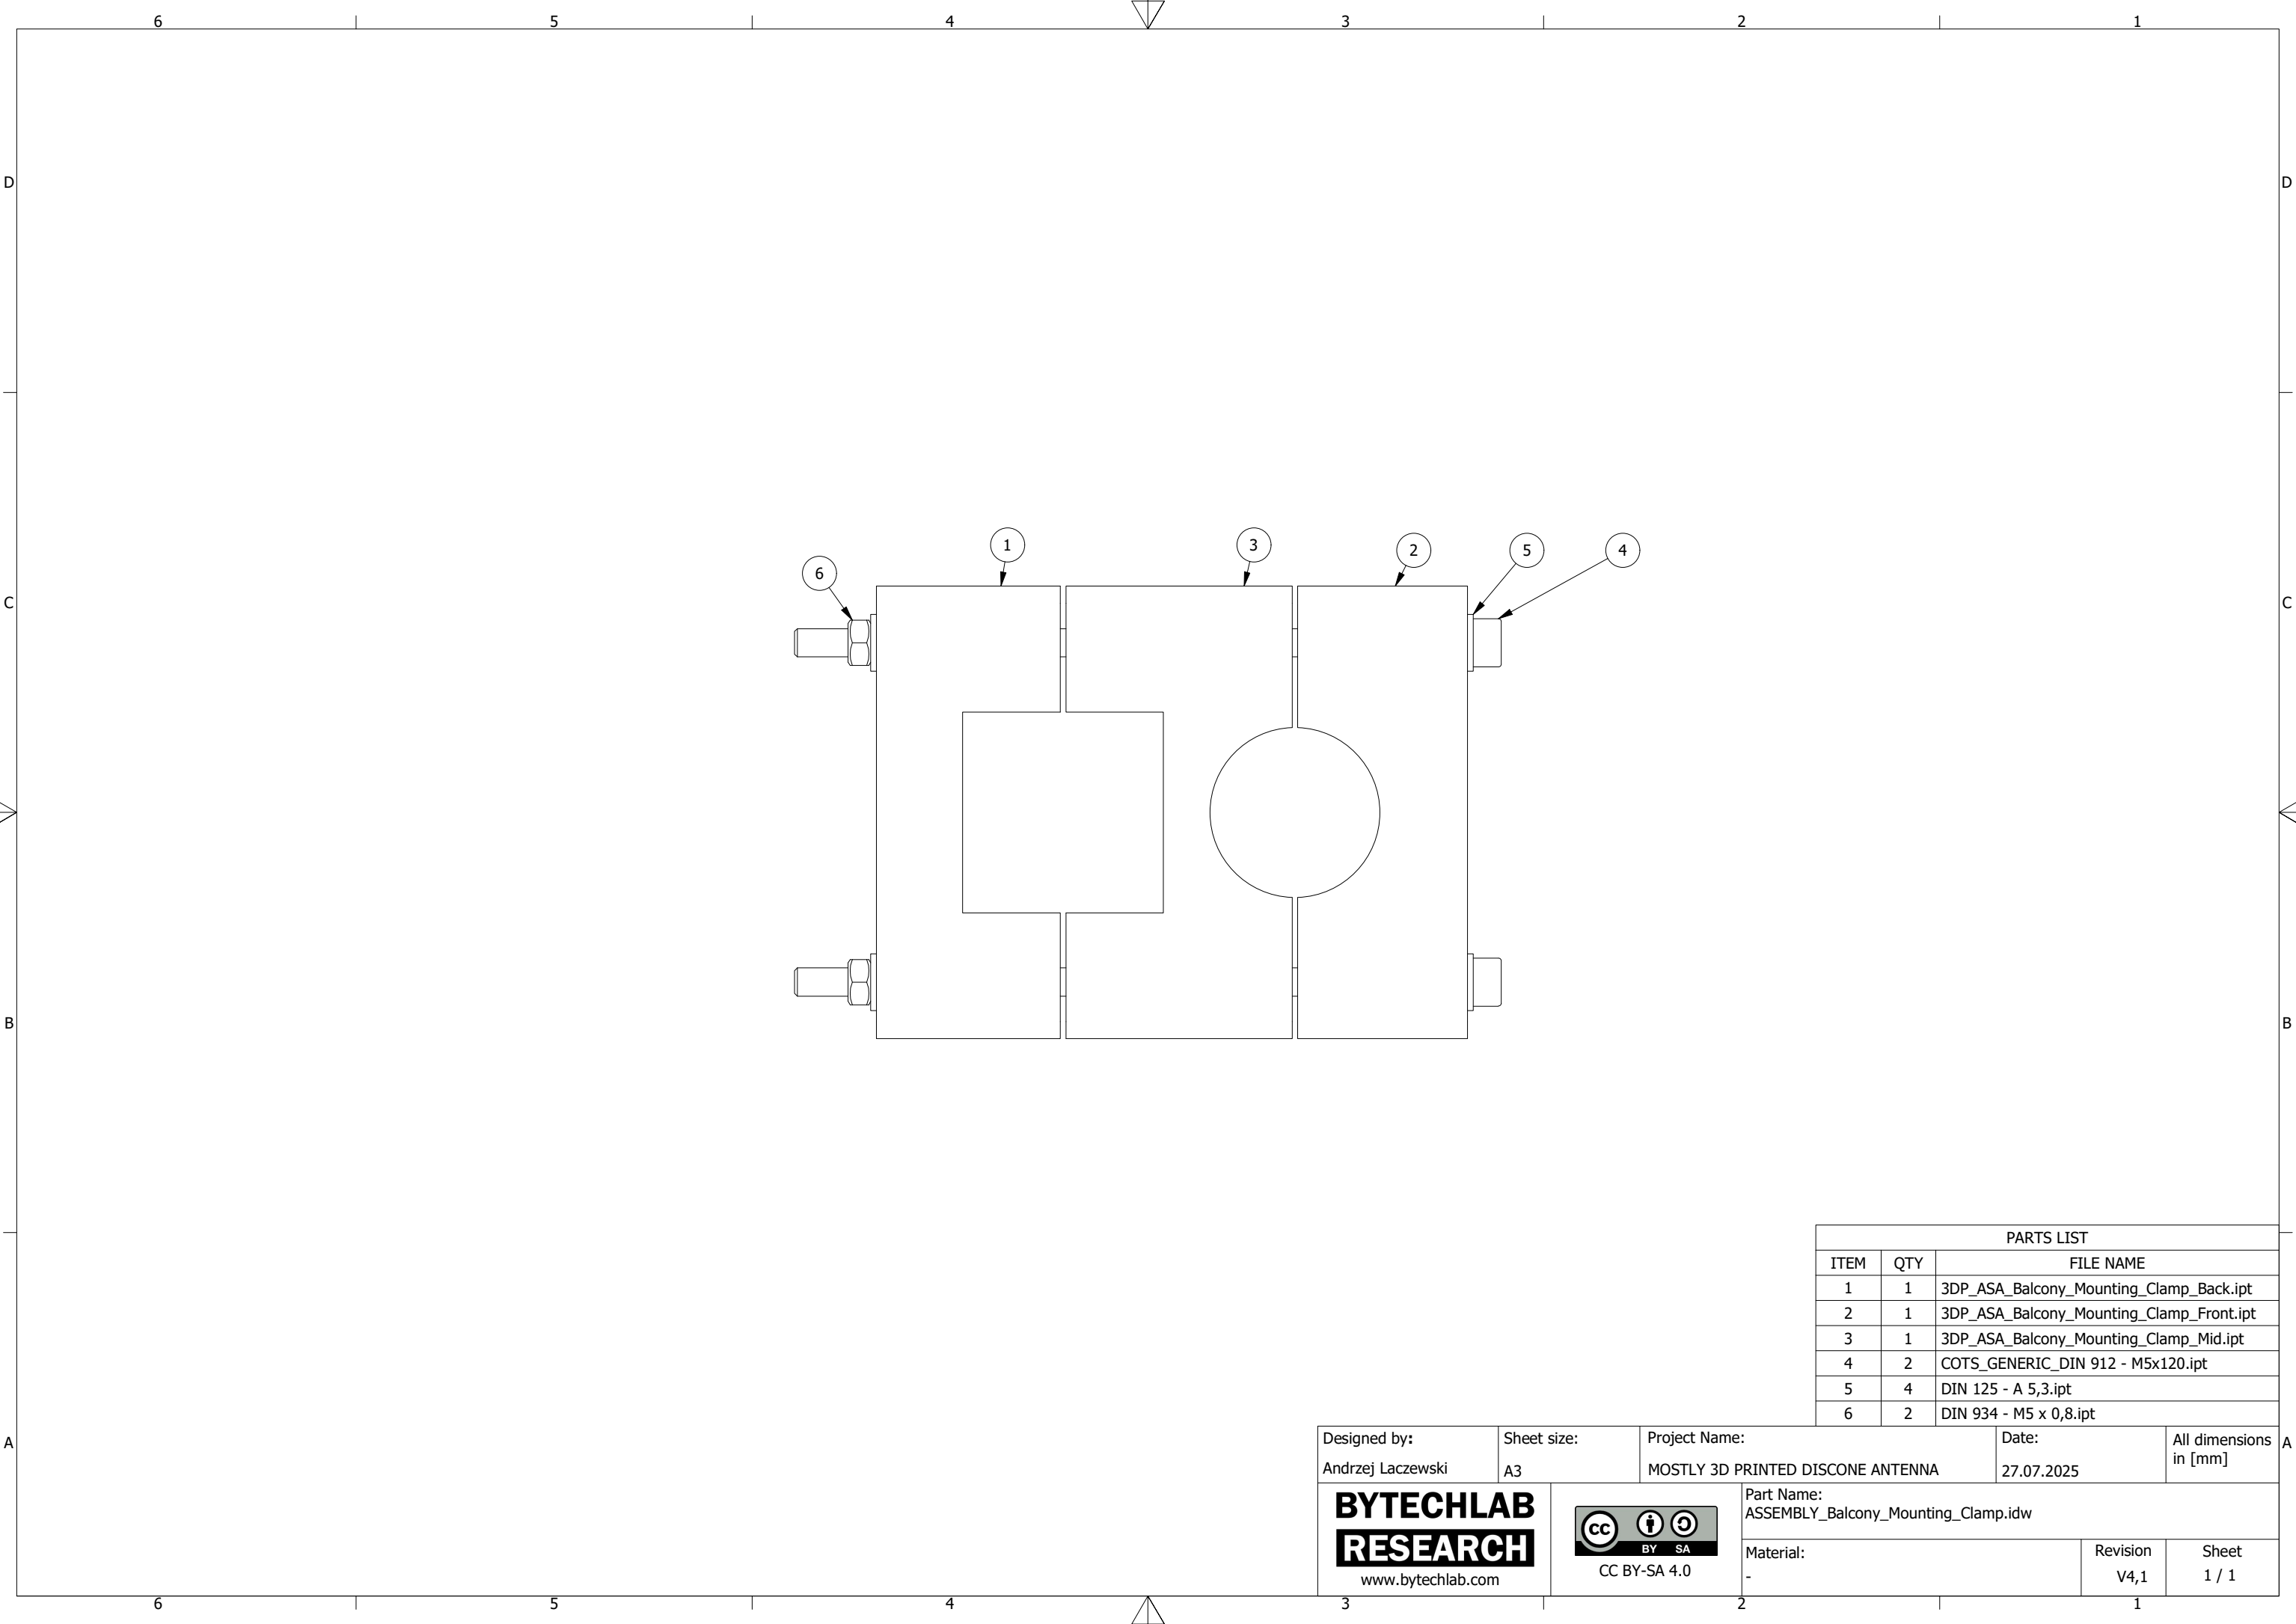 6 5 4 3 2 1
D D
6 1 3 2 5 4
C C
B B
PARTS LIST
ITEM QTY FILE NAME
1 1 3DP_ASA_Balcony_Mounting_Clamp_Back.ipt
2 1 3DP_ASA_Balcony_Mounting_Clamp_Front.ipt
3 1 3DP_ASA_Balcony_Mounting_Clamp_Mid.ipt
4 2 COTS_GENERIC_DIN 912 - M5x120.ipt
5 4 DIN 125 - A 5,3.ipt
6 2 DIN 934 - M5 x 0,8.ipt
A A
Designed by:
Andrzej Laczewski
Sheet size:
A3
Project Name:
MOSTLY 3D PRINTED DISCONE ANTENNA
Date:
27.07.2025
All dimensions
in [mm]
BYTECHLAB
RESEARCH
www.bytechlab.com
cc BY SA
CC BY-SA 4.0
Part Name:
ASSEMBLY_Balcony_Mounting_Clamp.idw
Material:
-
Revision
V4,1
Sheet
1 / 1
6 5 4 3 2 1